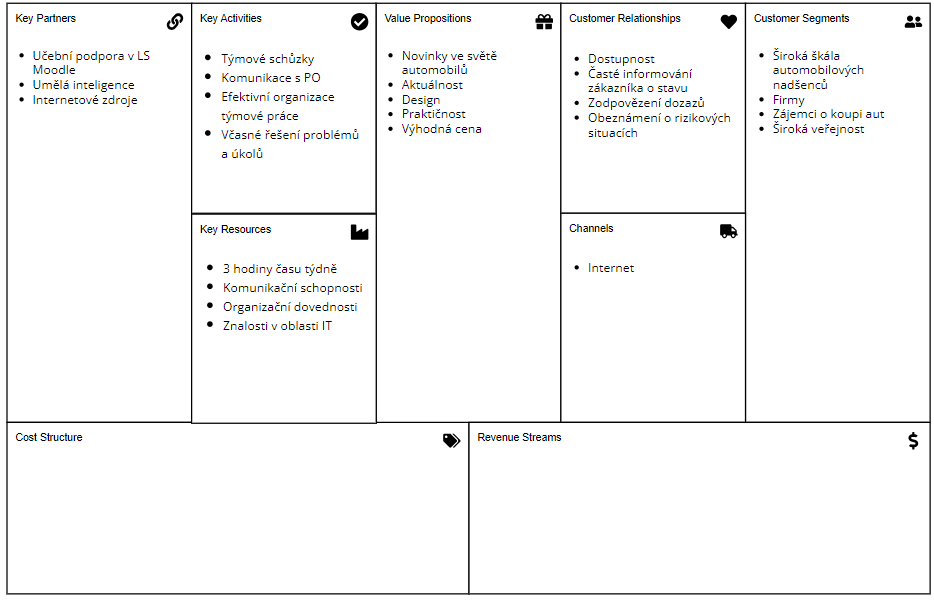 Key Partners
Učební podpora v LS
Moodle
Umělá inteligence
Internetové zdroje
Key Activities
Týmové schůzky
Komunikace s PO
Efektivní organizace
týmové práce
Včasné řešení problémů
a úkolů
Key Resources
3 hodiny času týdně
Komunikační schopnosti
Organizační dovednosti
Znalosti v oblasti IT
Value Propositions
Novinky ve světě
automobilů
Aktuálnost
Design
Praktičnost
Výhodná cena
Customer Relationships
Dostupnost
Časté informování
zákazníka o stavu
Zodpovězení dozazů
Obeznámení o rizikových
situacích
Channels
Internet
Customer Segments
Široká škála
automobilových
nadšenců
Firmy
Zájemci o koupi aut
Široká veřejnost
Cost Structure
Revenue Streams